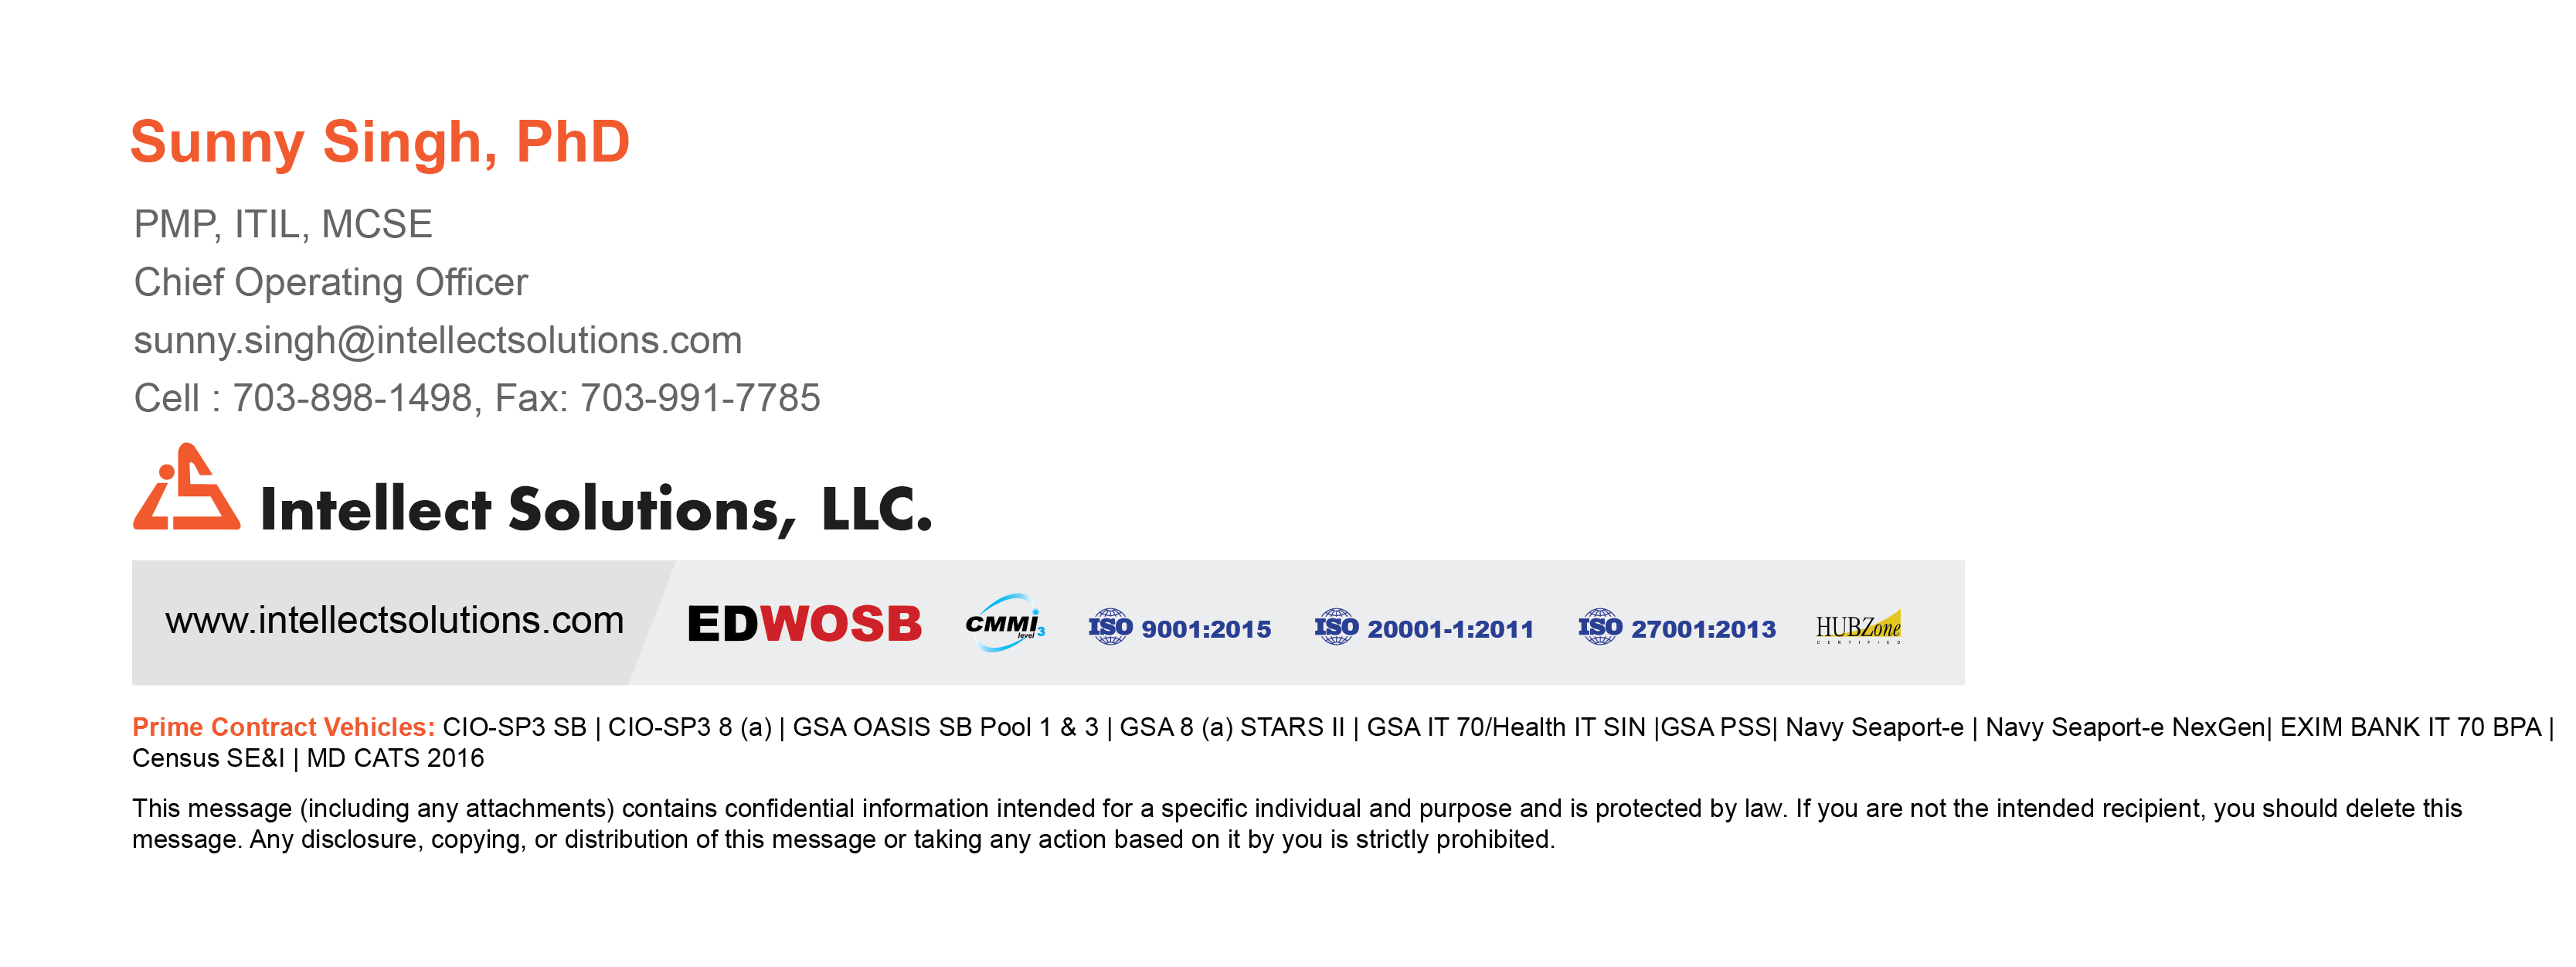 Sunny Singh, PhD
PMP, ITIL, MCSE
Chief Operating Officer
sunny.singh@intellectsolutions.com
Cell : 703-898-1498, Fax: 703-991-7785
Intellect Solutions, LLC.
www.intellectsolutions.com EDWOSB CMMi level 3 ISO 9001:2015 ISO 20001-1:2011 ISO 27001:2013 HUBZone CERTIFIED
Prime Contract Vehicles: CIO-SP3 SB | CIO-SP3 8 (a) | GSA OASIS SB Pool 1 & 3 | GSA 8 (a) STARS II | GSA IT 70/Health IT SIN |GSA PSS| Navy Seaport-e | Navy Seaport-e NexGen| EXIM BANK IT 70 BPA |
Census SE&I | MD CATS 2016
This message (including any attachments) contains confidential information intended for a specific individual and purpose and is protected by law. If you are not the intended recipient, you should delete this
message. Any disclosure, copying, or distribution of this message or taking any action based on it by you is strictly prohibited.